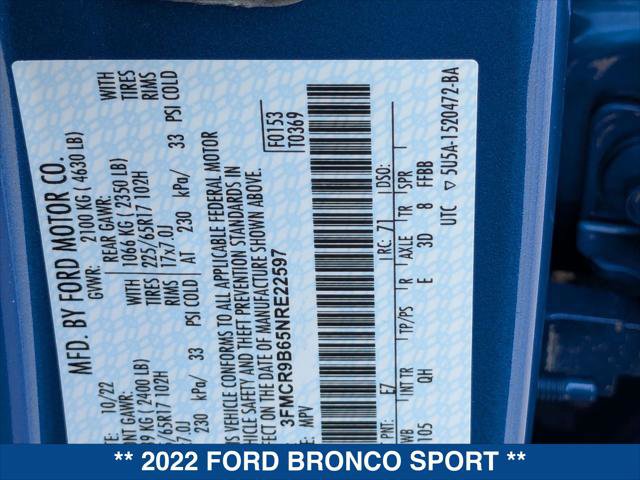 MFD. BY FORD MOTOR CO.
10/22 GVWR: 2100 KG ( 4630 LB)
NT GAWR: REAR GAWR: WITH
9 KG ( 2400 LB) 1066 KG ( 2350 LB) TIRES
/65R17 102H 225/65R17 102H RIMS
7.0J 17x7.0J
230 kPa/ 33 PSI COLD AT 230 kPa/ 33 PSI COLD
WITH
TIRES
RIMS
VEHICLE CONFORMS TO ALL APPLICABLE FEDERAL MOTOR
VEHICLE SAFETY AND THEFT PREVENTION STANDARDS IN
EFFECT ON THE DATE OF MANUFACTURE SHOWN ABOVE.
3FMCR9B65NRE22597
MPV
F0153
T0369
PNT: E7 RC: 71 DSO:
WB INT TR TP/PS R AXLE TR SPR
105 QH E 3D 8 FFBB
UTC ▽ 5U5A-1520472-BA
** 2022 FORD BRONCO SPORT **